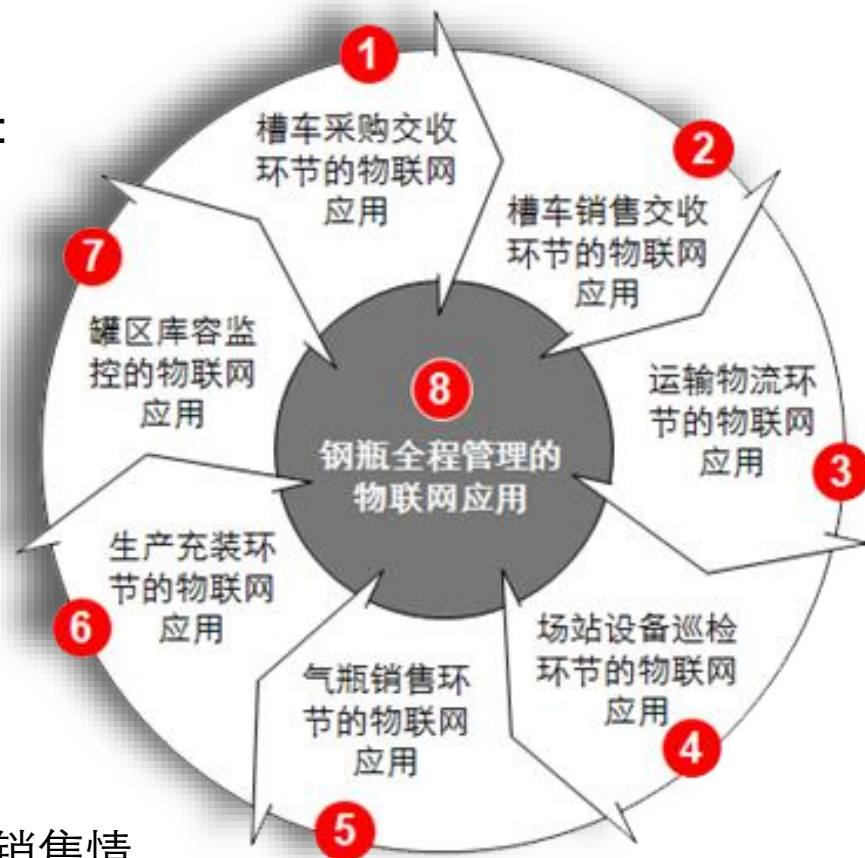 :
1
槽车采购交收
环节的物联网
应用
2
槽车销售交收
环节的物联网
应用
运输物流环
节的物联网
应用
3
场站设备巡检
环节的物联网
应用
4
气瓶销售环
节的物联网
应用
5
生产充装环
节的物联网
应用
6
7
罐区库容监
控的物联网
应用
8
钢瓶全程管理的
物联网应用
销售情